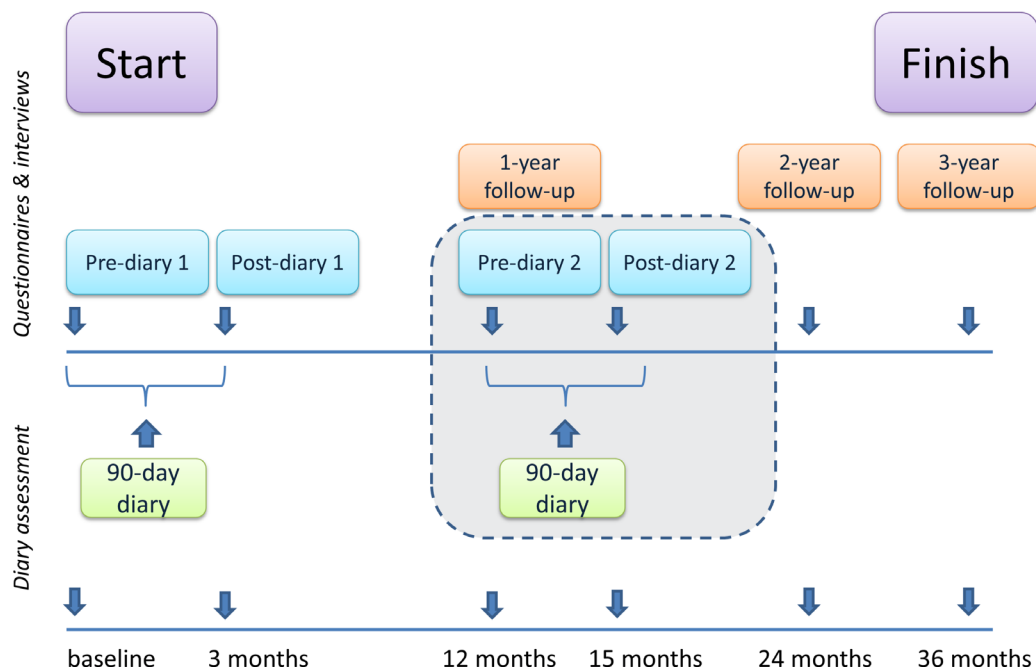 Start
Finish
Questionnaires & interviews
1-year
follow-up
2-year
follow-up
3-year
follow-up
Pre-diary 1
Post-diary 1
Pre-diary 2
Post-diary 2
Diary assessment
90-day
diary
90-day
diary
baseline
3 months
12 months
15 months
24 months
36 months